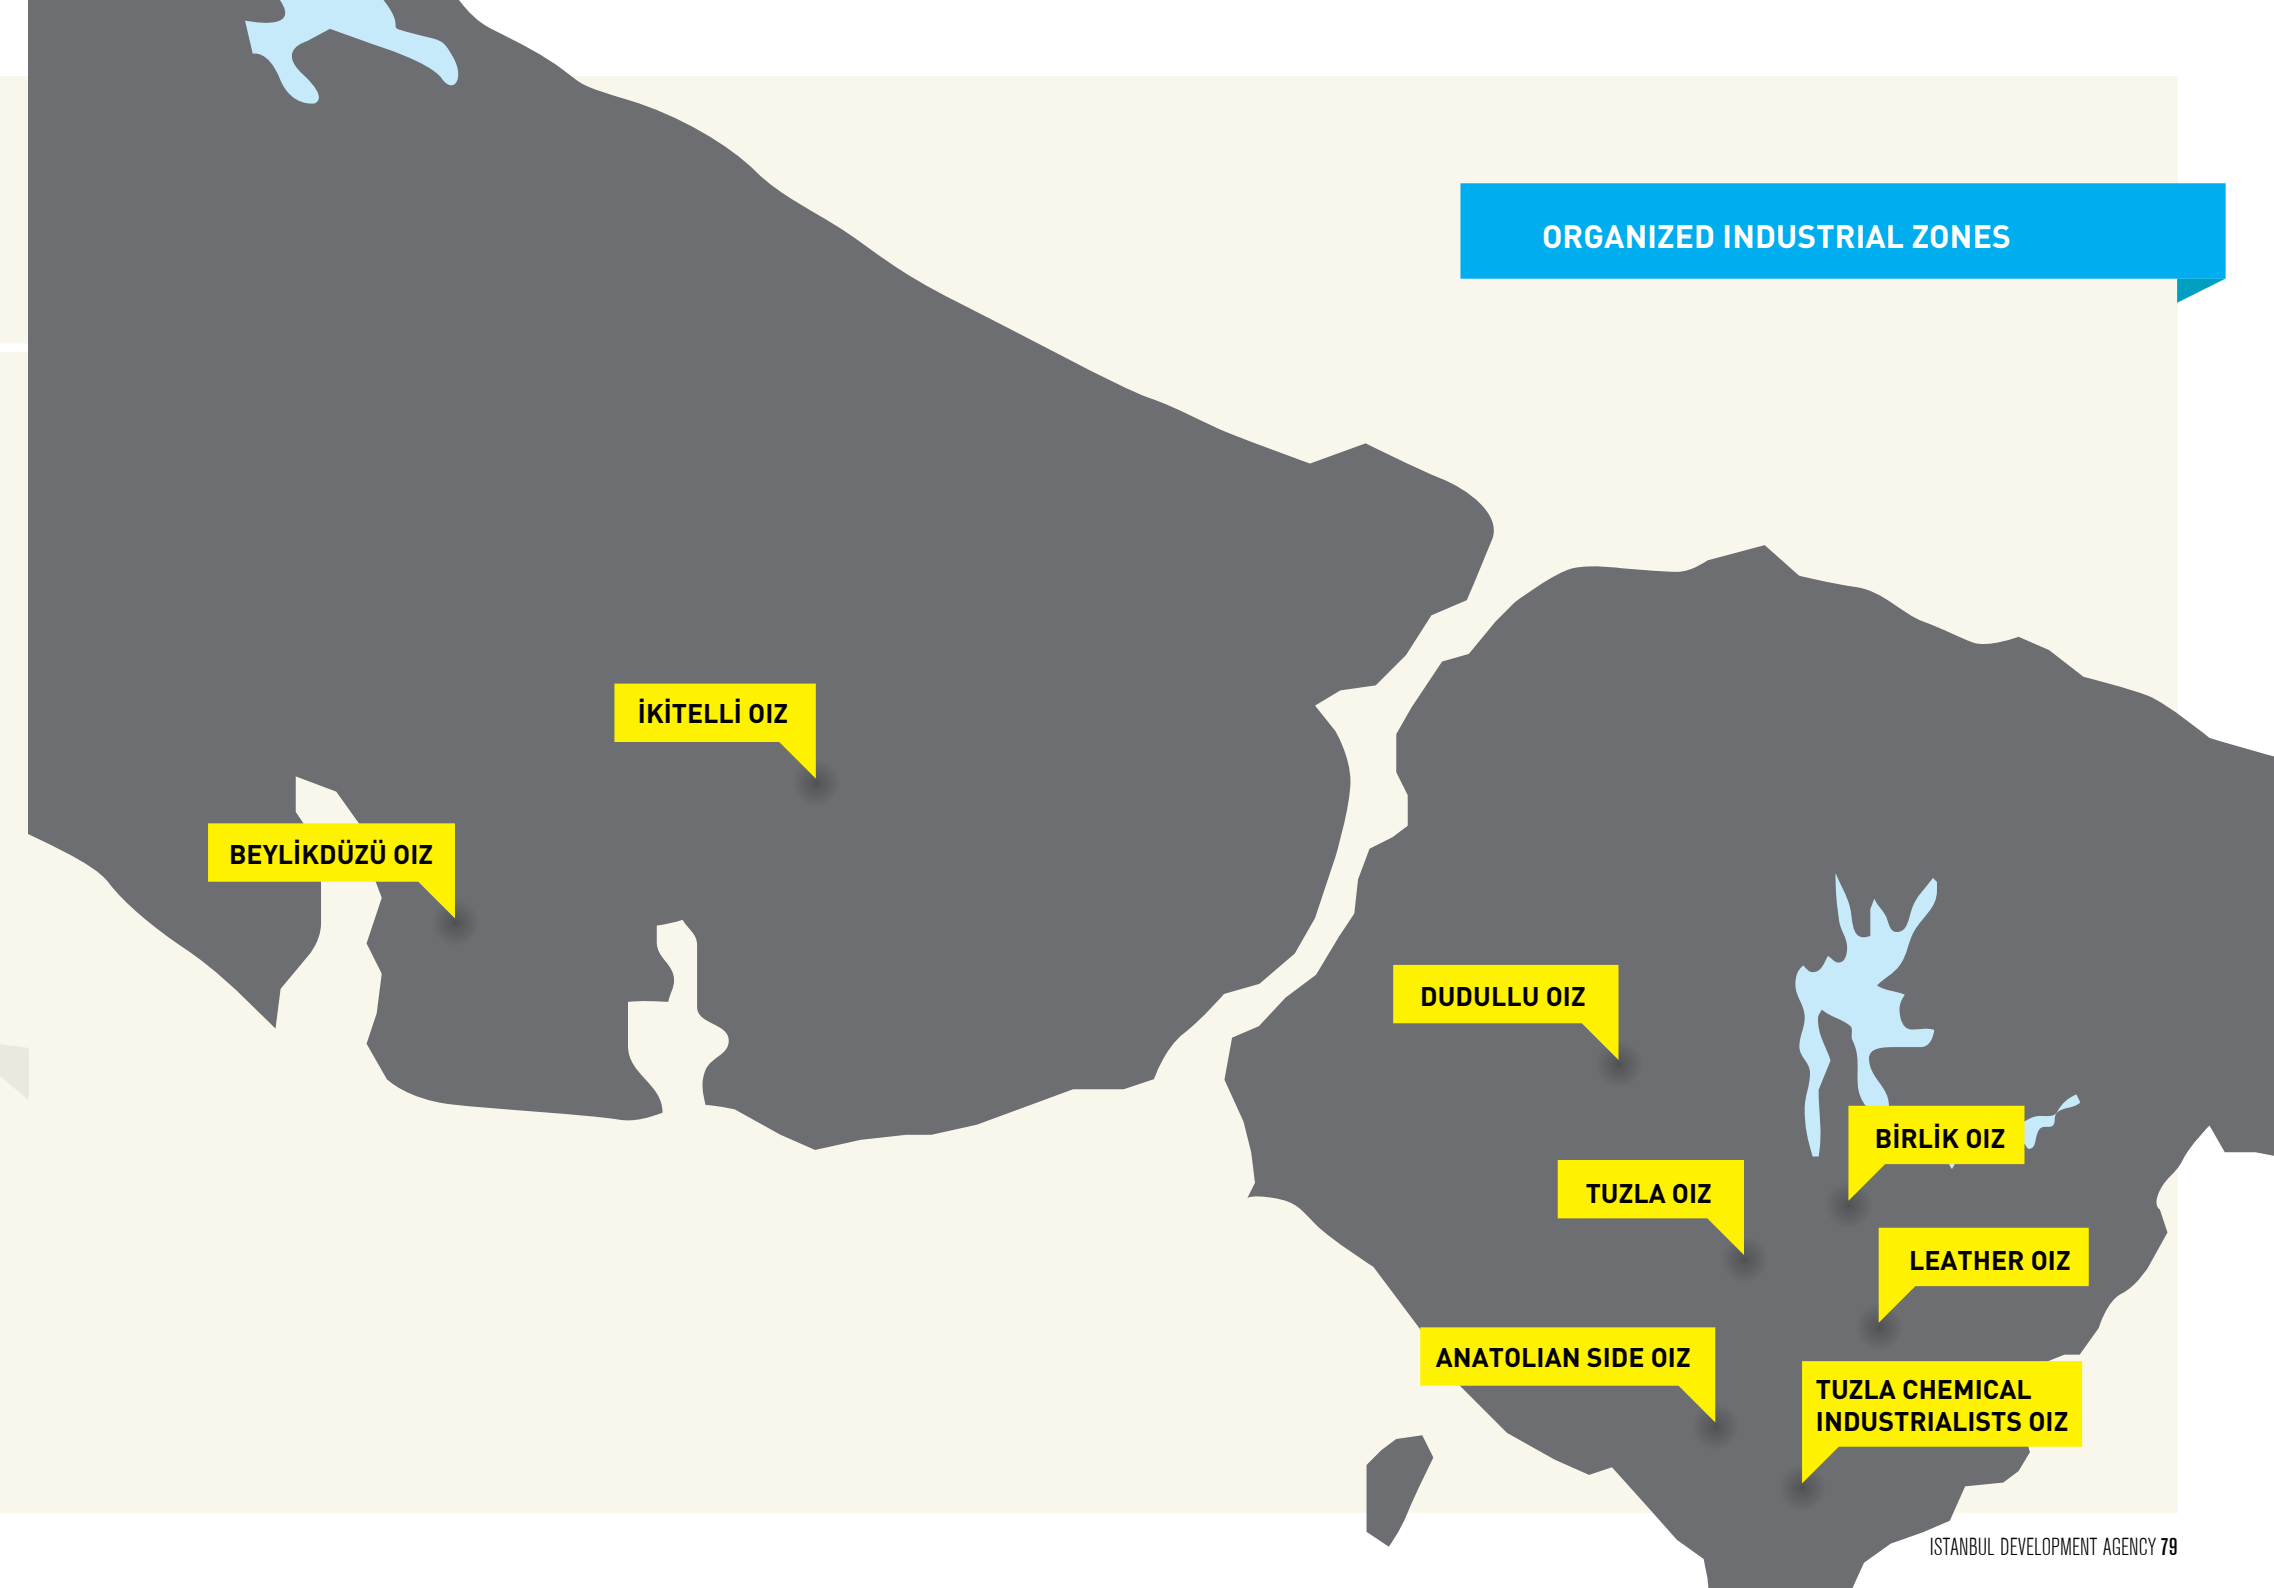 ORGANIZED INDUSTRIAL ZONES
İKİTELLİ OIZ
BEYLİKDÜZÜ OIZ
DUDULLU OIZ
BİRLİK OIZ
TUZLA OIZ
LEATHER OIZ
ANATOLIAN SIDE OIZ
TUZLA CHEMICAL
INDUSTRIALISTS OIZ
ISTANBUL DEVELOPMENT AGENCY 79